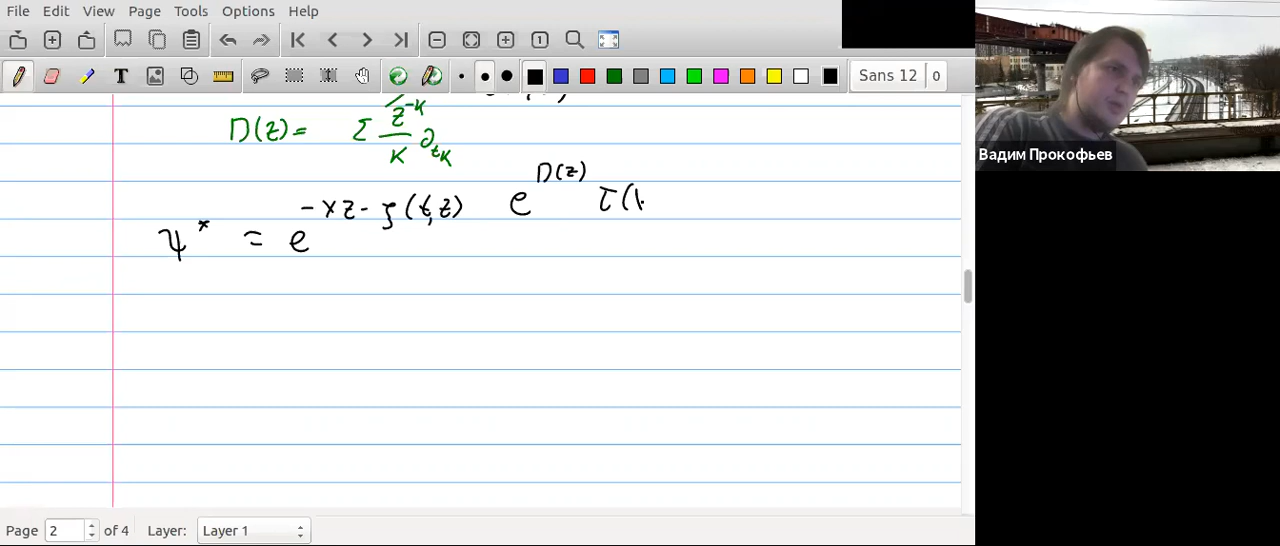 File Edit View Page Tools Options Help
Sans 12 0
D(z) = Σ z^{-k}/k ∂_{t_k}
ψ* = e^{-xz - ξ(t,z)} e^{D(z)} τ(
Вадим Прокофьев
Page 2 of 4 Layer: Layer 1